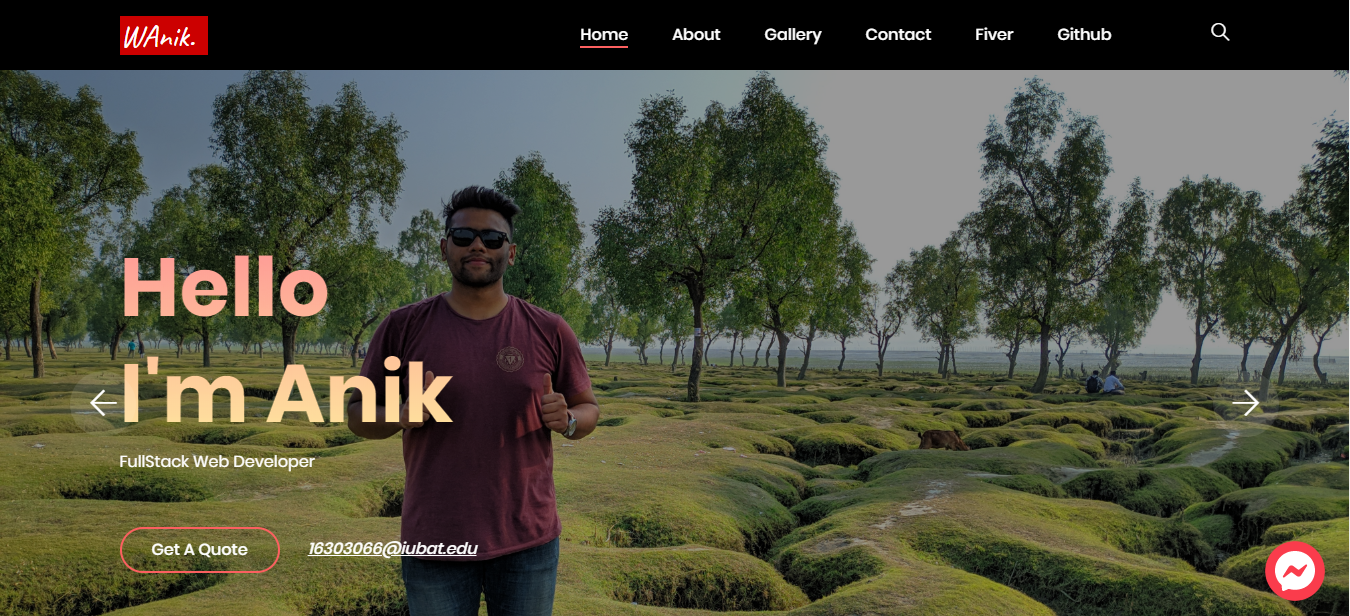 WAnik.
Home About Gallery Contact Fiver Github
Hello
I'm Anik
FullStack Web Developer
Get A Quote 16303066@iubat.edu